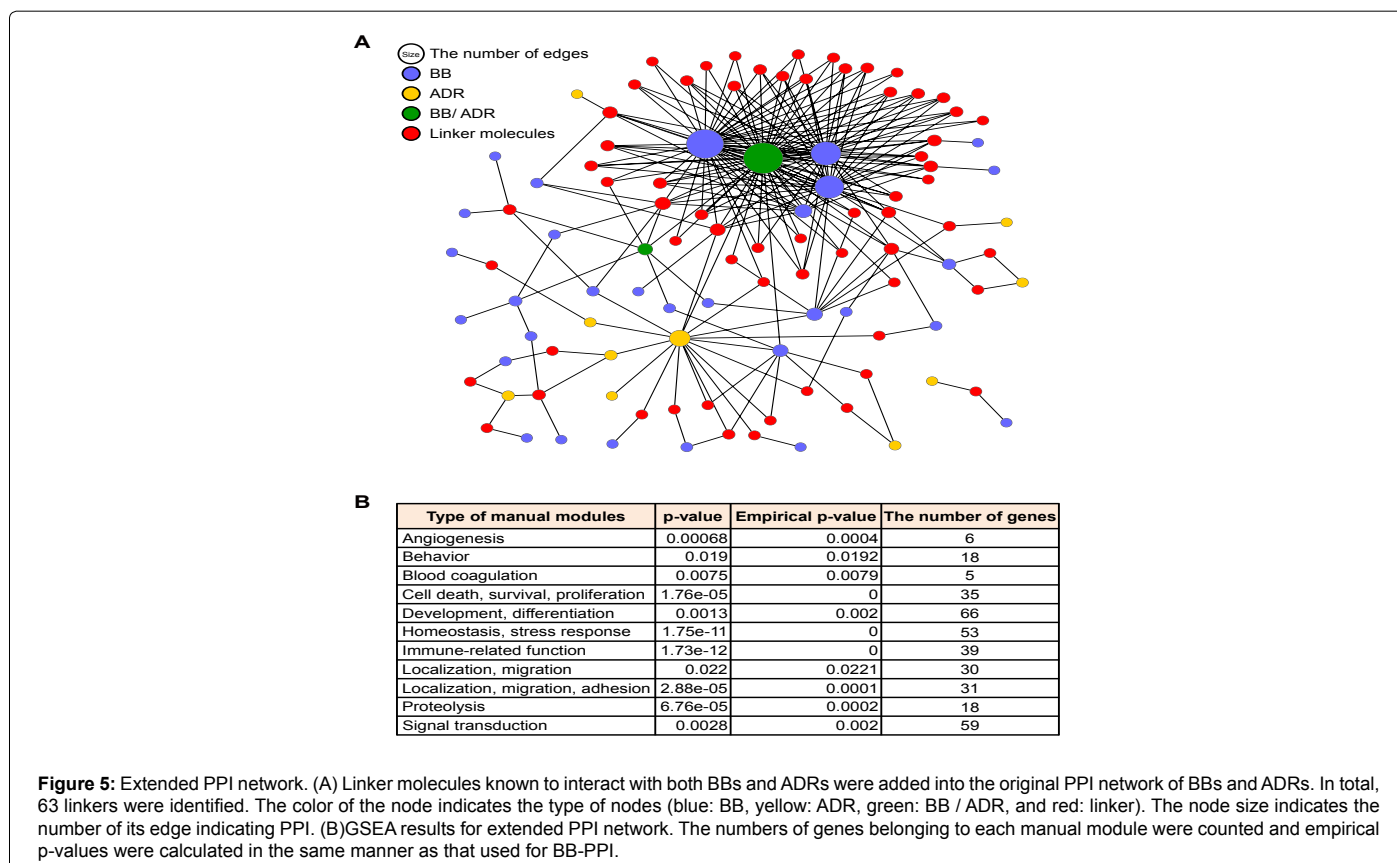 A
Size The number of edges
BB
ADR
BB/ ADR
Linker molecules
B
Type of manual modules p-value Empirical p-value The number of genes
Angiogenesis 0.00068 0.0004 6
Behavior 0.019 0.0192 18
Blood coagulation 0.0075 0.0079 5
Cell death, survival, proliferation 1.76e-05 0 35
Development, differentiation 0.0013 0.002 66
Homeostasis, stress response 1.75e-11 0 53
Immune-related function 1.73e-12 0 39
Localization, migration 0.022 0.0221 30
Localization, migration, adhesion 2.88e-05 0.0001 31
Proteolysis 6.76e-05 0.0002 18
Signal transduction 0.0028 0.002 59
Figure 5: Extended PPI network. (A) Linker molecules known to interact with both BBs and ADRs were added into the original PPI network of BBs and ADRs. In total,
63 linkers were identified. The color of the node indicates the type of nodes (blue: BB, yellow: ADR, green: BB / ADR, and red: linker). The node size indicates the
number of its edge indicating PPI. (B)GSEA results for extended PPI network. The numbers of genes belonging to each manual module were counted and empirical
p-values were calculated in the same manner as that used for BB-PPI.